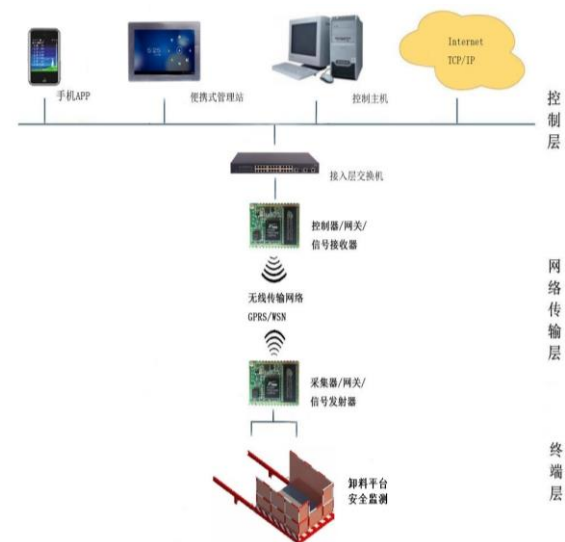 Internet
TCP/IP
手机APP
便携式管理站
控制主机
控制层
接入层交换机
控制器/网关/
信号接收器
无线传输网络
GPRS/WSN
网络传输层
采集器/网关/
信号发射器
卸料平台
安全监测
终端层